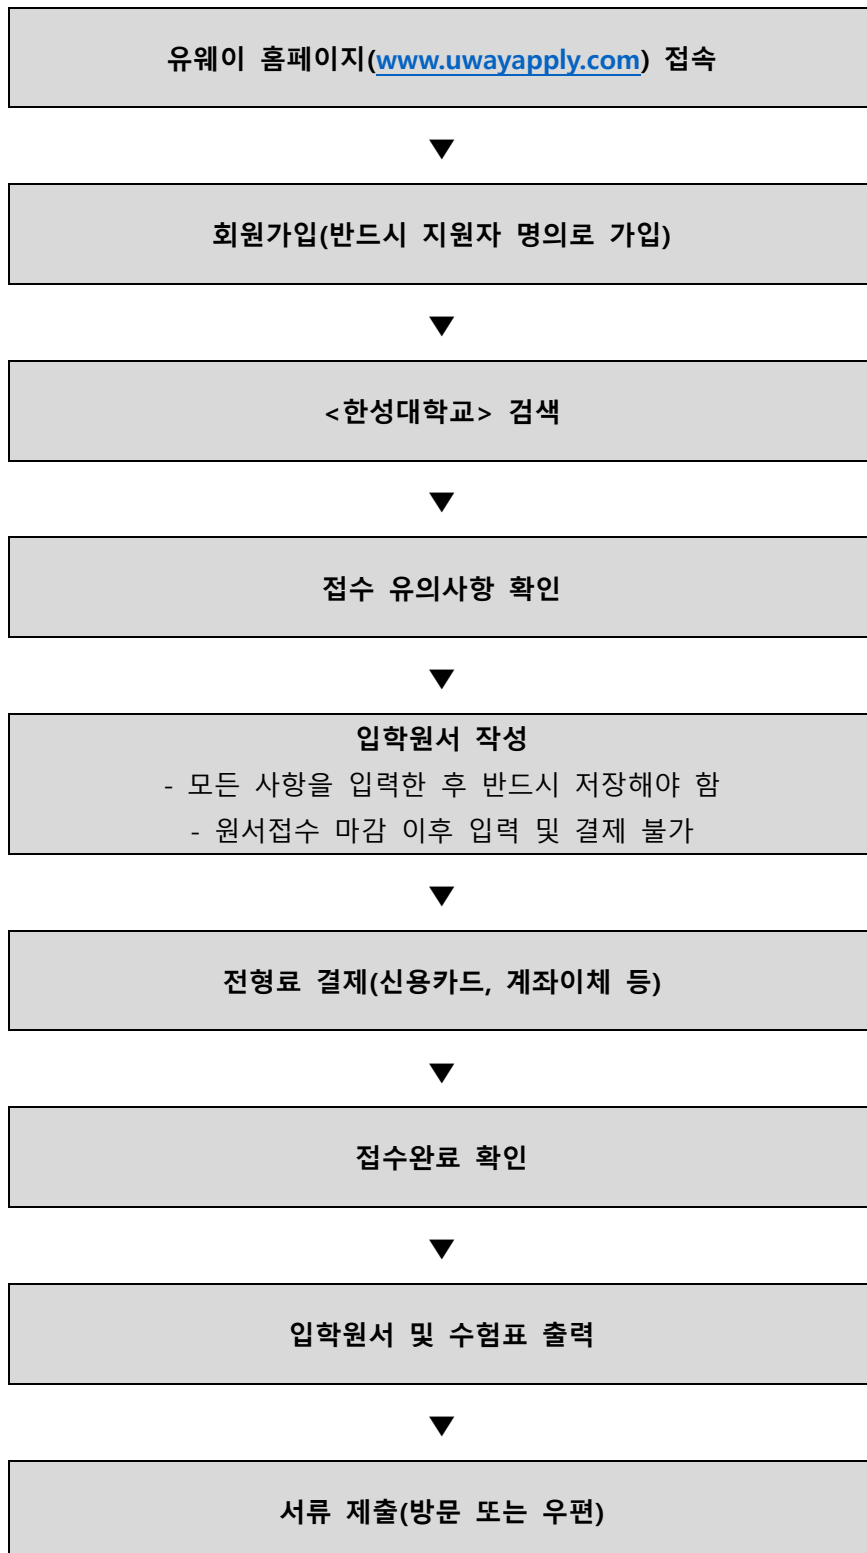 유웨이 홈페이지(www.uwayapply.com) 접속
▼
회원가입(반드시 지원자 명의로 가입)
▼
<한성대학교> 검색
▼
접수 유의사항 확인
▼
입학원서 작성
- 모든 사항을 입력한 후 반드시 저장해야 함
- 원서접수 마감 이후 입력 및 결제 불가
▼
전형료 결제(신용카드, 계좌이체 등)
▼
접수완료 확인
▼
입학원서 및 수험표 출력
▼
서류 제출(방문 또는 우편)